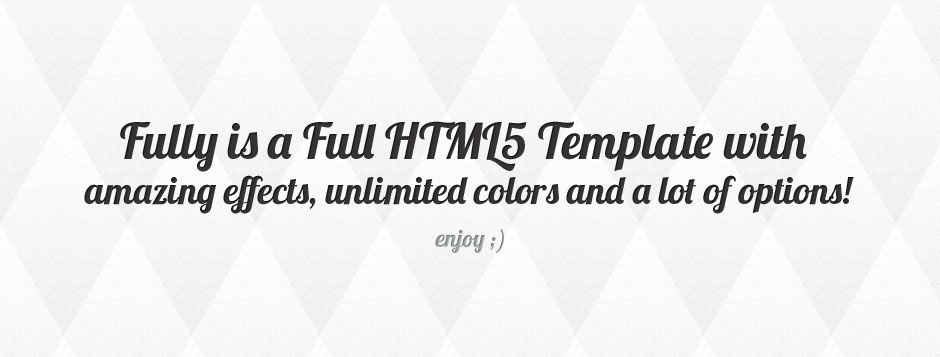 Fully is a Full HTML5 Template with
amazing effects, unlimited colors and a lot of options!
enjoy ;)